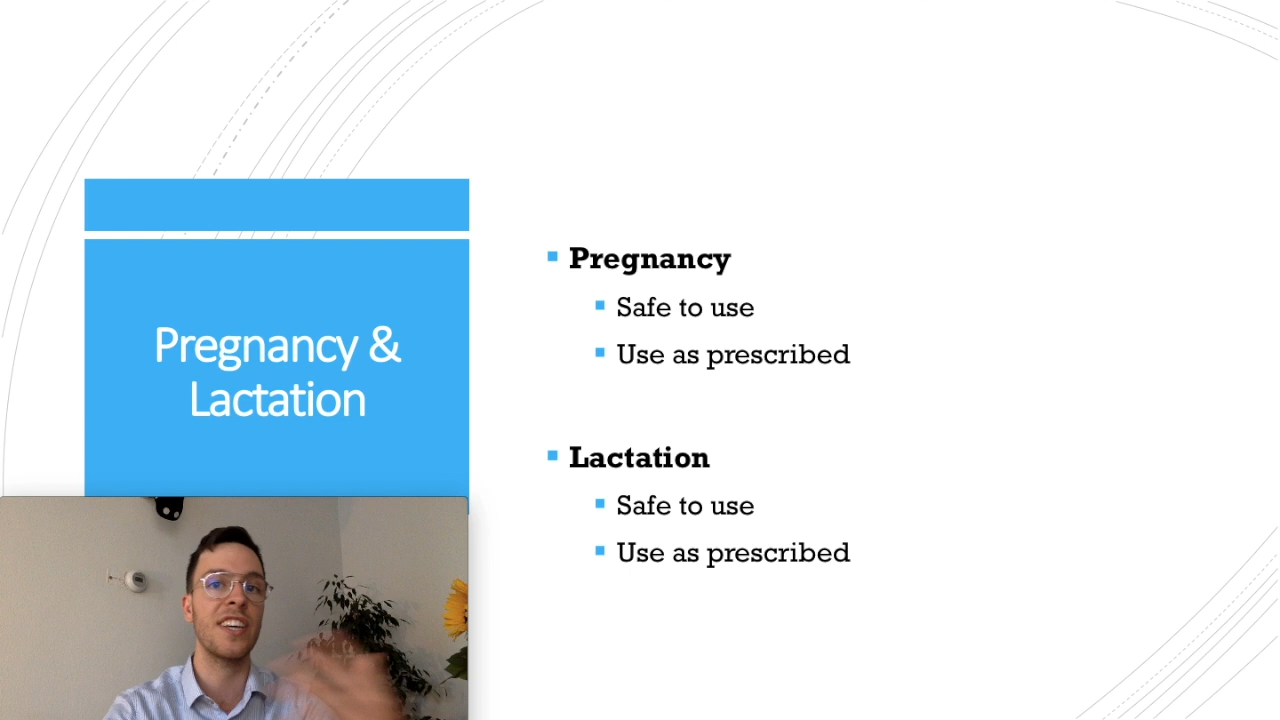 Pregnancy &
Lactation
Pregnancy
Safe to use
Use as prescribed
Lactation
Safe to use
Use as prescribed